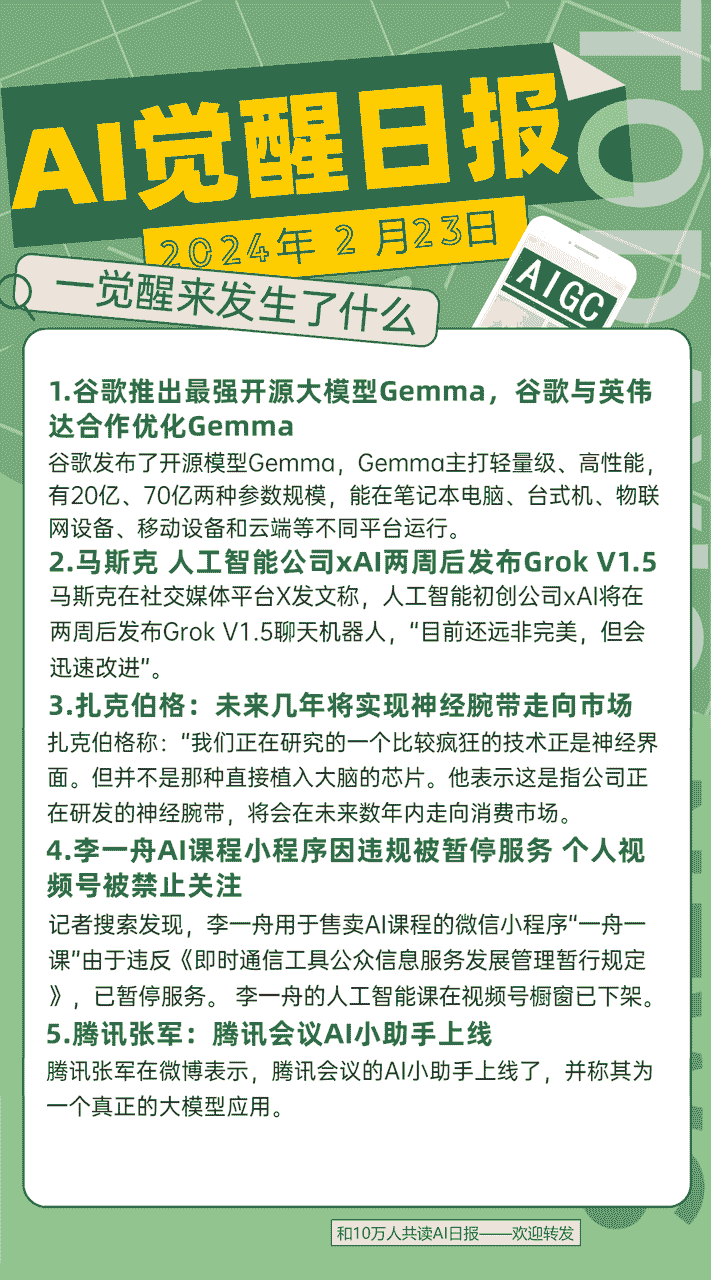 AI觉醒日报
2024年 2 月23日
一觉醒来发生了什么
AIGC
1.谷歌推出最强开源大模型Gemma，谷歌与英伟
达合作优化Gemma
谷歌发布了开源模型Gemma，Gemma主打轻量级、高性能，
有20亿、70亿两种参数规模，能在笔记本电脑、台式机、物联
网设备、移动设备和云端等不同平台运行。
2.马斯克 人工智能公司xAI两周后发布Grok V1.5
马斯克在社交媒体平台X发文称，人工智能初创公司xAI将在
两周后发布Grok V1.5聊天机器人，“目前还远非完美，但会
迅速改进”。
3.扎克伯格：未来几年将实现神经腕带走向市场
扎克伯格称：“我们正在研究的一个比较疯狂的技术正是神经界
面。但并不是那种直接植入大脑的芯片。他表示这是指公司正
在研发的神经腕带，将会在未来数年内走向消费市场。
4.李一舟AI课程小程序因违规被暂停服务 个人视
频号被禁止关注
记者搜索发现，李一舟用于售卖AI课程的微信小程序“一舟一
课”由于违反《即时通信工具公众信息服务发展管理暂行规定
》，已暂停服务。 李一舟的人工智能课在视频号橱窗已下架。
5.腾讯张军：腾讯会议AI小助手上线
腾讯张军在微博表示，腾讯会议的AI小助手上线了，并称其为
一个真正的大模型应用。
和10万人共读AI日报——欢迎转发